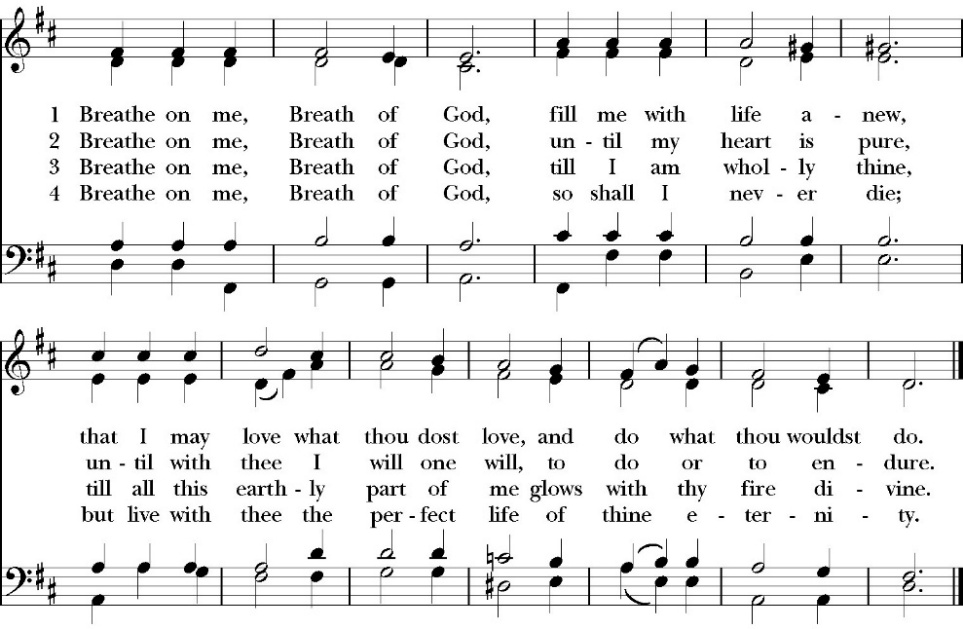 1 Breathe on me, Breath of God, fill me with life a - new,
2 Breathe on me, Breath of God, un - til my heart is pure,
3 Breathe on me, Breath of God, till I am whol - ly thine,
4 Breathe on me, Breath of God, so shall I nev - er die;
that I may love what thou dost love, and do what thou wouldst do.
un - til with thee I will one will, to do or to en - dure.
till all this earth - ly part of me glows with thy fire di - vine.
but live with thee the per - fect life of thine e - ter - ni - ty.